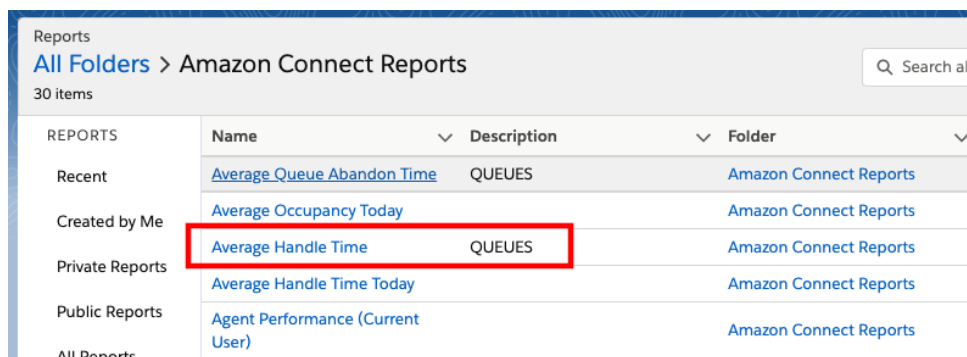 Reports
All Folders > Amazon Connect Reports
30 items
Search al
REPORTS
Name Description Folder
Recent
Average Queue Abandon Time QUEUES Amazon Connect Reports
Created by Me
Average Occupancy Today Amazon Connect Reports
Average Handle Time QUEUES Amazon Connect Reports
Private Reports
Average Handle Time Today Amazon Connect Reports
Public Reports
Agent Performance (Current
User) Amazon Connect Reports
All Reports